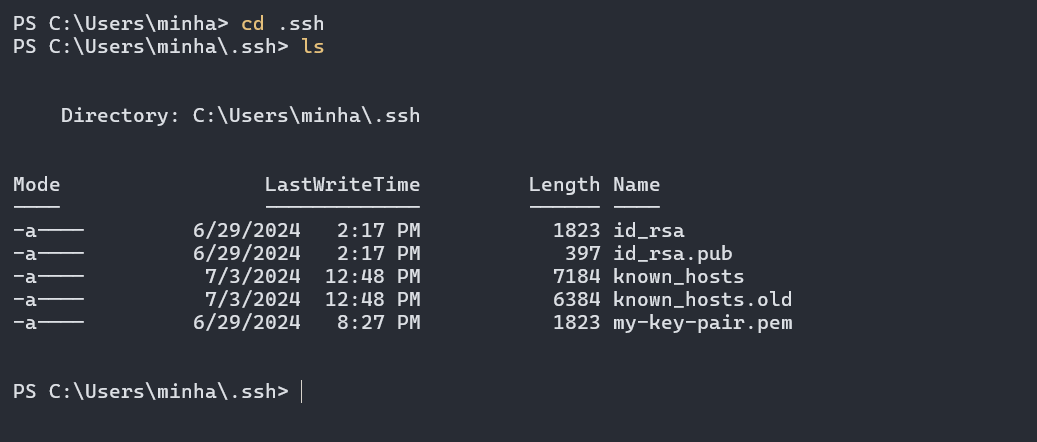 PS C:\Users\minha> cd .ssh
PS C:\Users\minha\.ssh> ls
Directory: C:\Users\minha\.ssh
Mode                 LastWriteTime         Length Name
----                 -------------         ------ ----
-a----         6/29/2024   2:17 PM           1823 id_rsa
-a----         6/29/2024   2:17 PM            397 id_rsa.pub
-a----          7/3/2024  12:48 PM           7184 known_hosts
-a----          7/3/2024  12:48 PM           6384 known_hosts.old
-a----         6/29/2024   8:27 PM           1823 my-key-pair.pem
PS C:\Users\minha\.ssh>